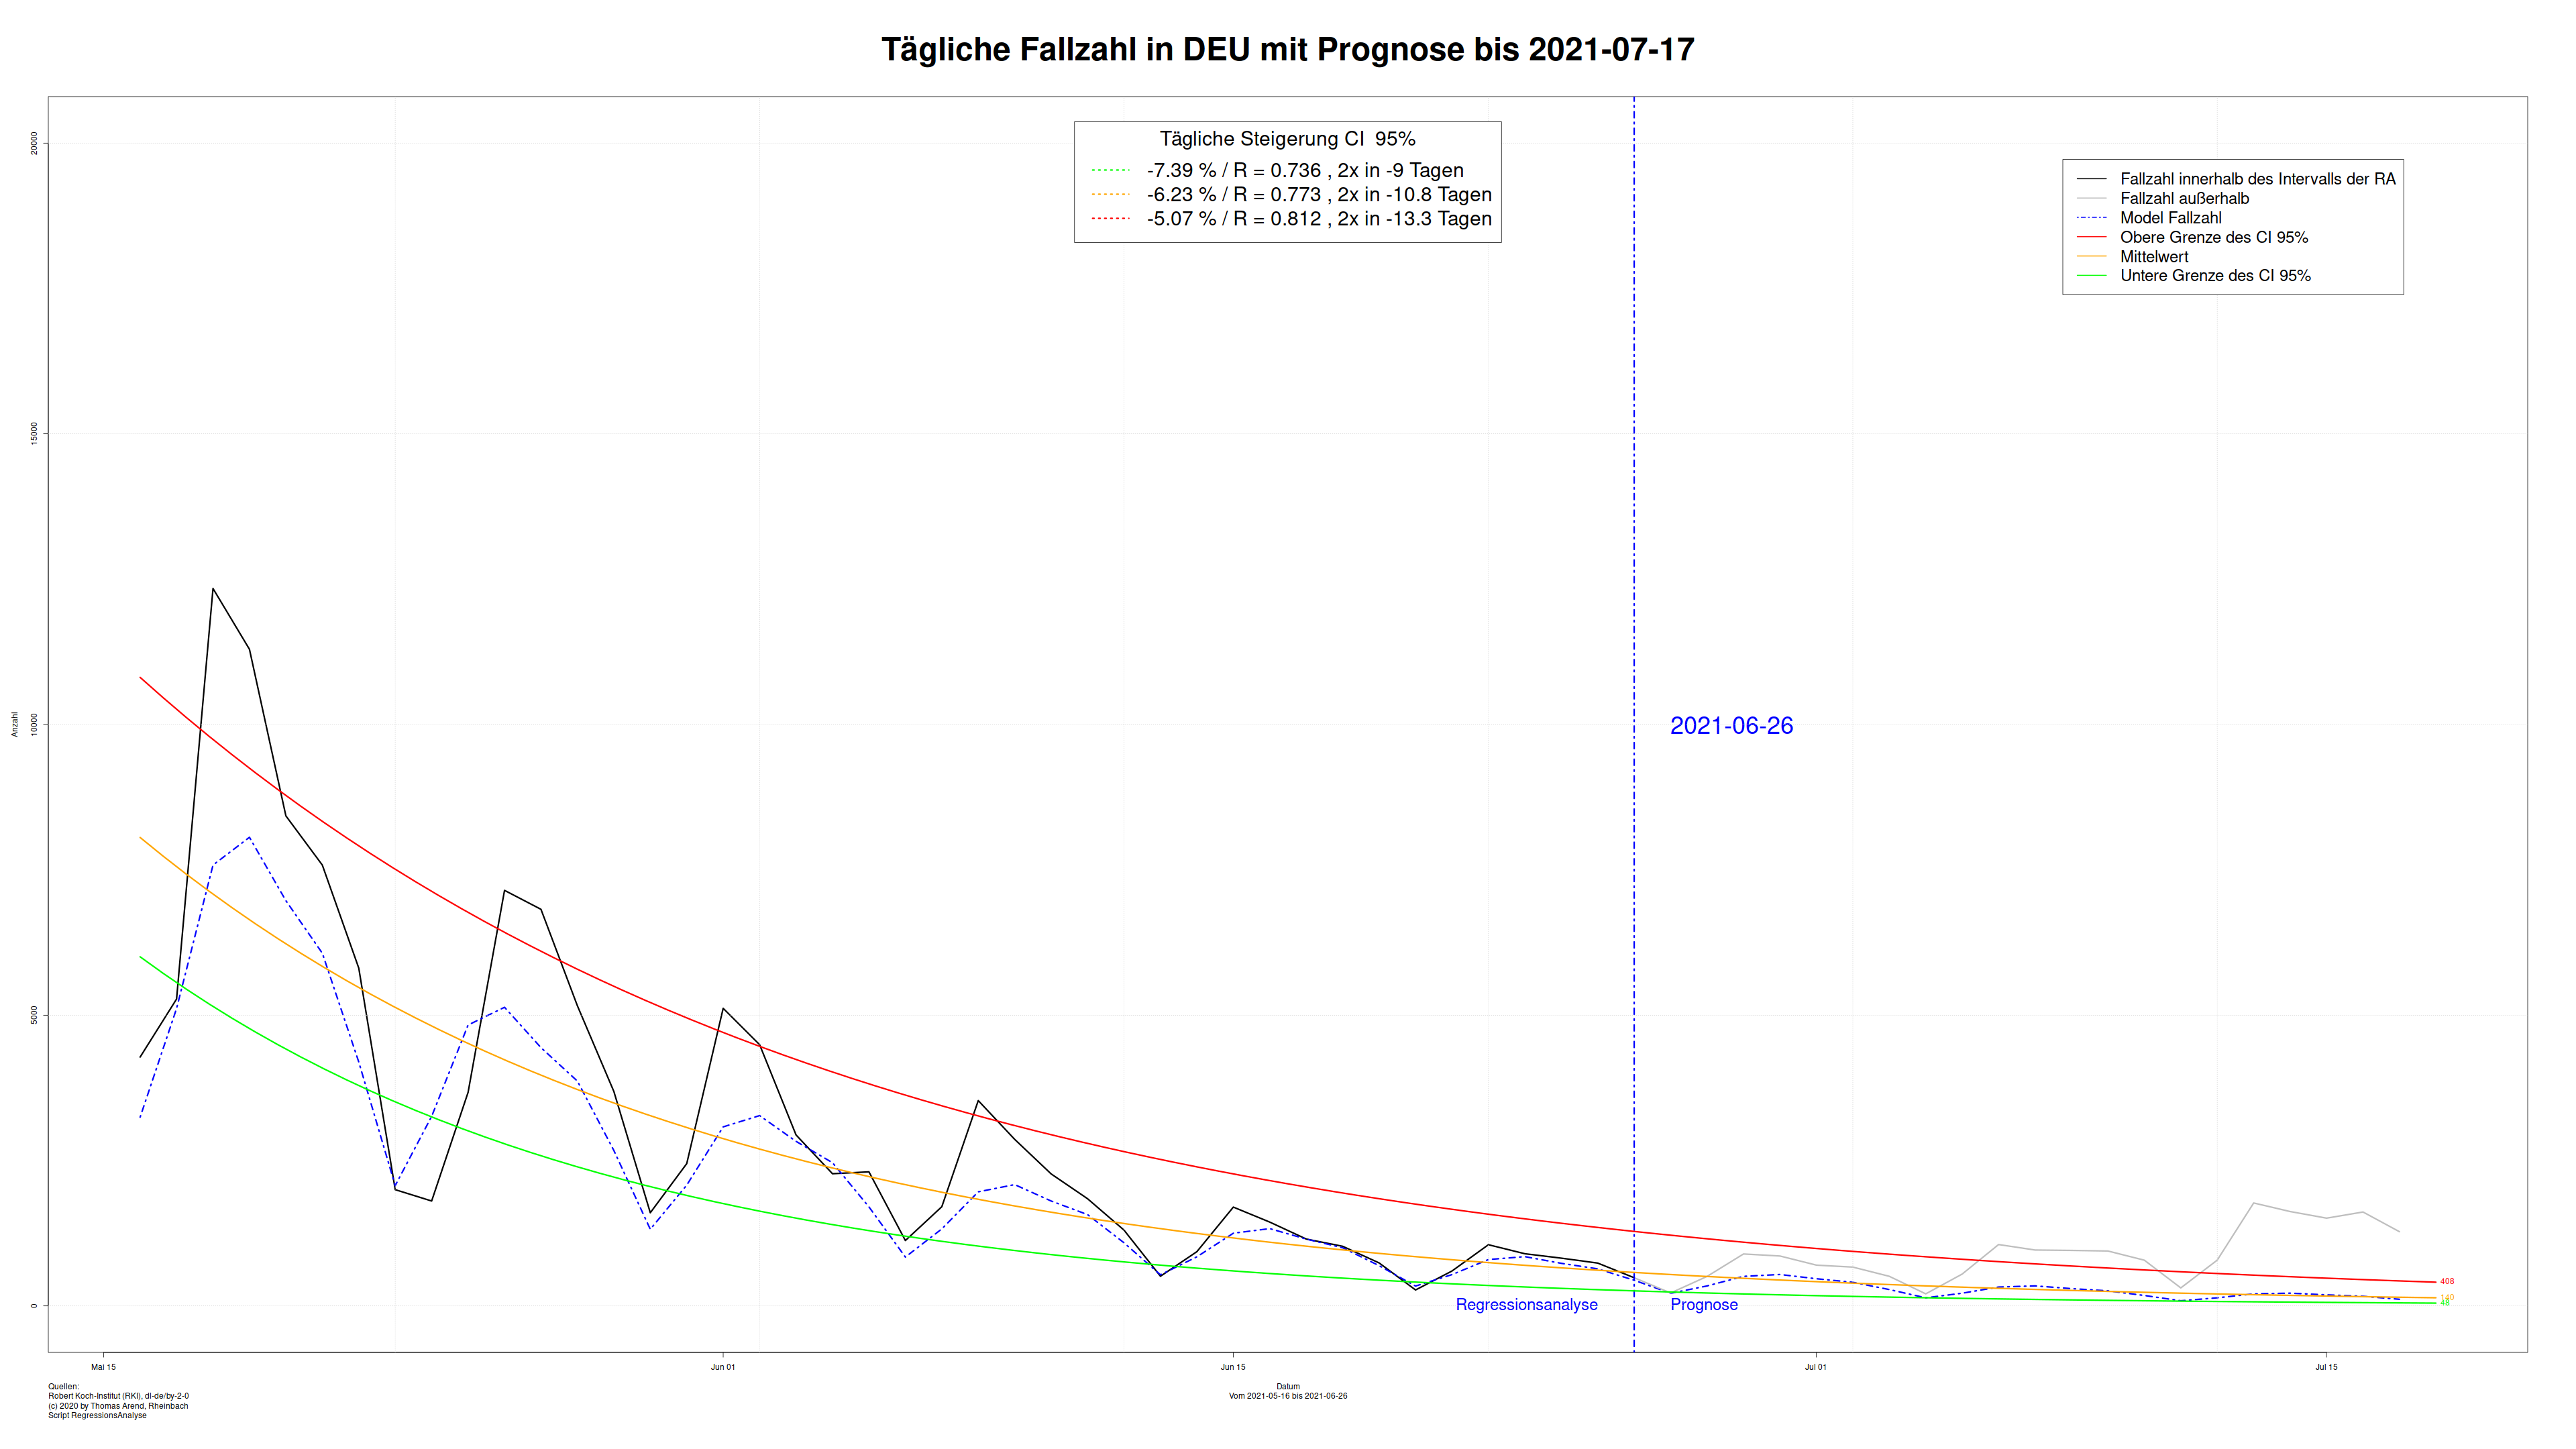 Tägliche Fallzahl in DEU mit Prognose bis 2021-07-17
Tägliche Steigerung CI 95%
-7.39 % / R = 0.736 , 2x in -9 Tagen
-6.23 % / R = 0.773 , 2x in -10.8 Tagen
-5.07 % / R = 0.812 , 2x in -13.3 Tagen
Fallzahl innerhalb des Intervalls der RA
Fallzahl außerhalb
Model Fallzahl
Obere Grenze des CI 95%
Mittelwert
Untere Grenze des CI 95%
20000
15000
10000
5000
0
Anzahl
2021-06-26
Regressionsanalyse
Prognose
408
140
48
Mai 15
Jun 01
Jun 15
Jul 01
Jul 15
Datum
Vom 2021-05-16 bis 2021-06-26
Quellen:
Robert Koch-Institut (RKI), dl-de/by-2-0
(c) 2020 by Thomas Arend, Rheinbach
Script RegressionsAnalyse